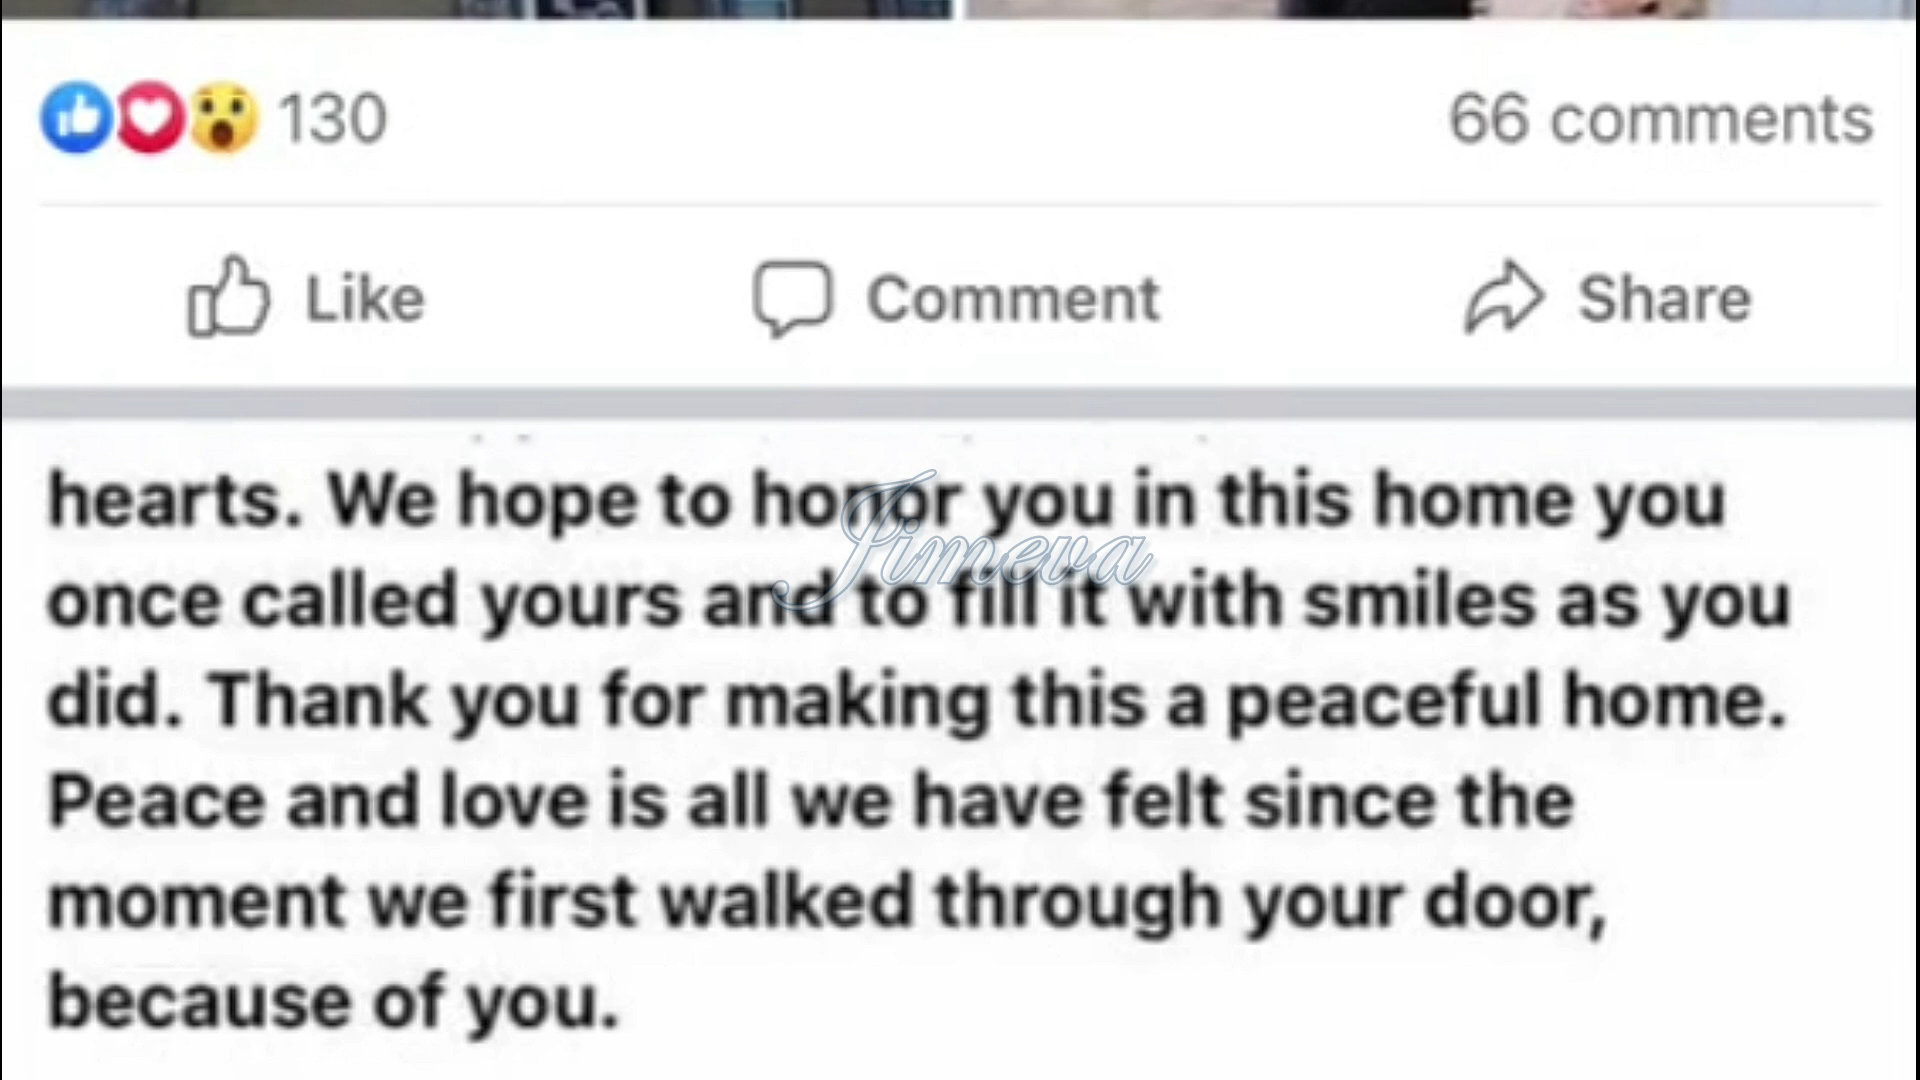 130
66 comments
Like
Comment
Share
hearts. We hope to honor you in this home you
once called yours and to fill it with smiles as you
did. Thank you for making this a peaceful home.
Peace and love is all we have felt since the
moment we first walked through your door,
because of you.
Jimeva